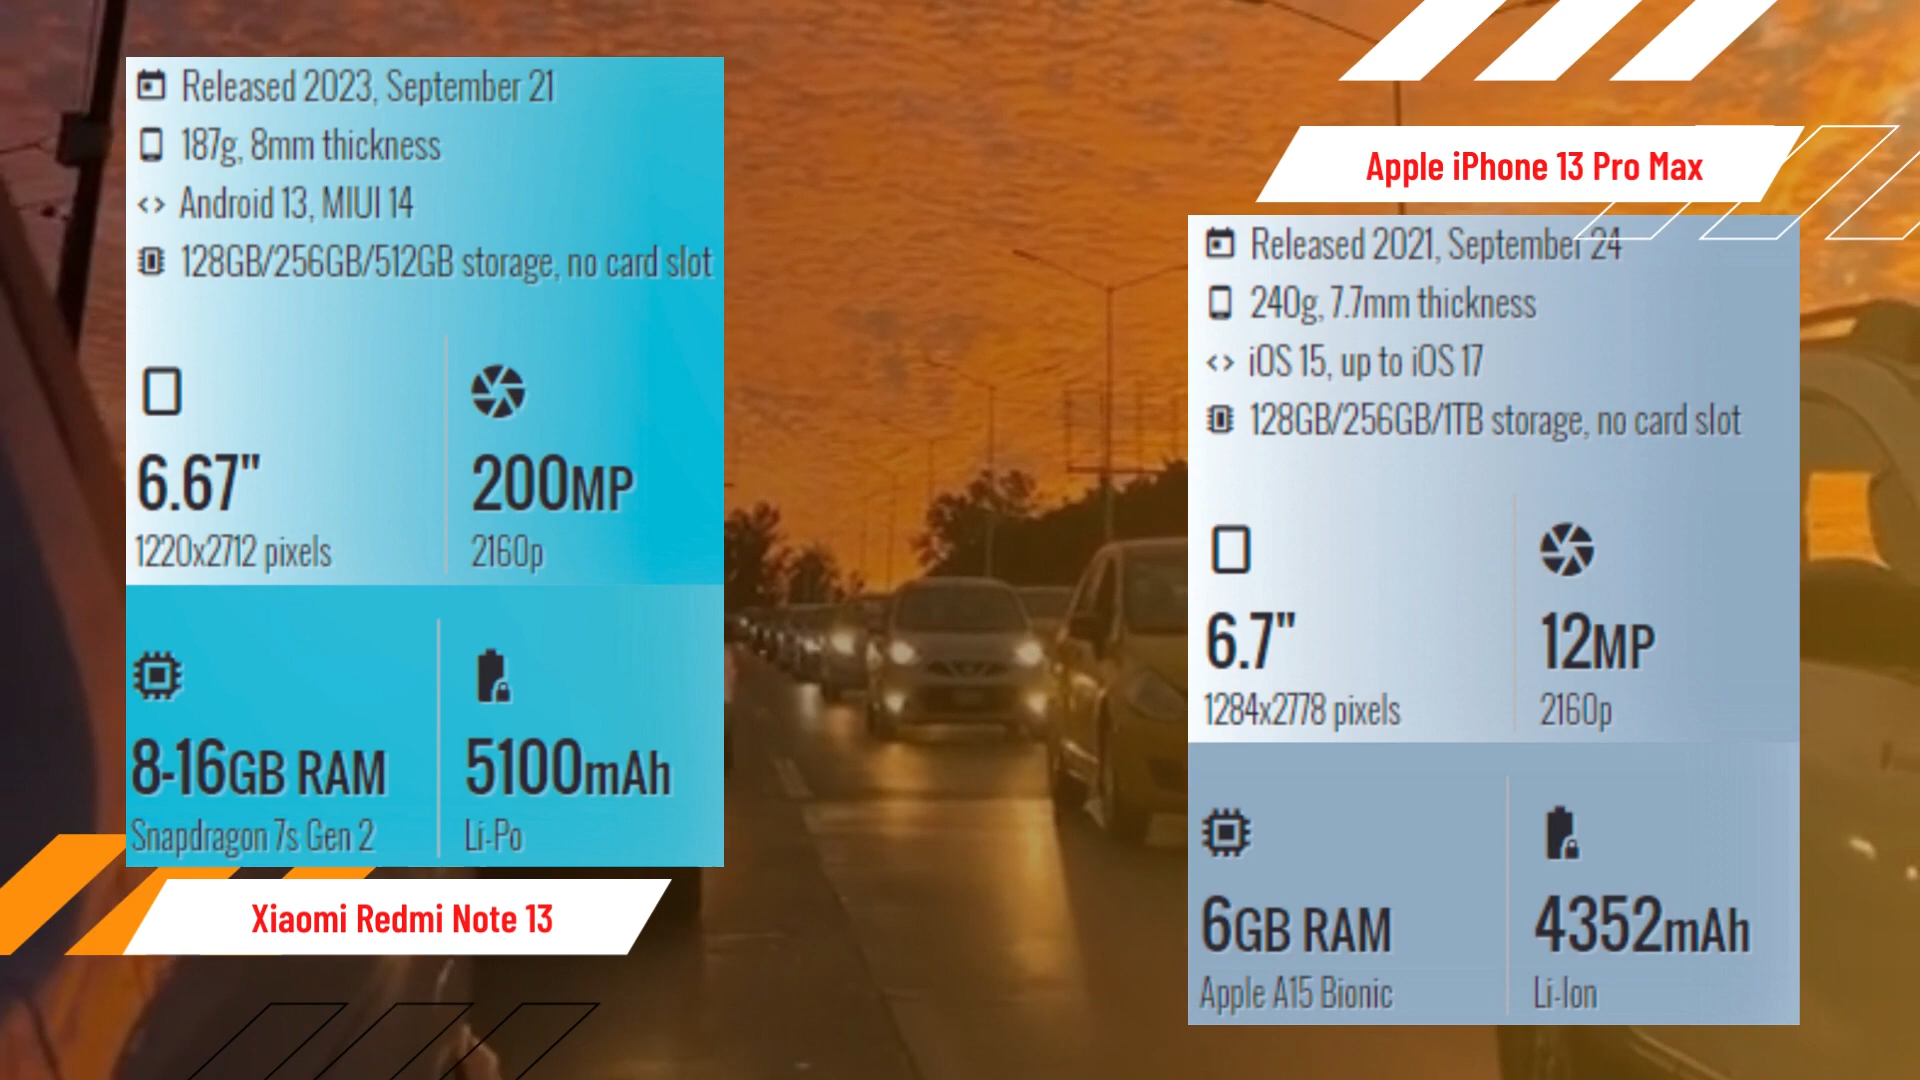 Released 2023, September 21
187g, 8mm thickness
Android 13, MIUI 14
128GB/256GB/512GB storage, no card slot
6.67"
1220x2712 pixels
200MP
2160p
8-16GB RAM
Snapdragon 7s Gen 2
5100mAh
Li-Po
Xiaomi Redmi Note 13
Apple iPhone 13 Pro Max
Released 2021, September 24
240g, 7.7mm thickness
iOS 15, up to iOS 17
128GB/256GB/1TB storage, no card slot
6.7"
1284x2778 pixels
12MP
2160p
6GB RAM
Apple A15 Bionic
4352mAh
Li-Ion